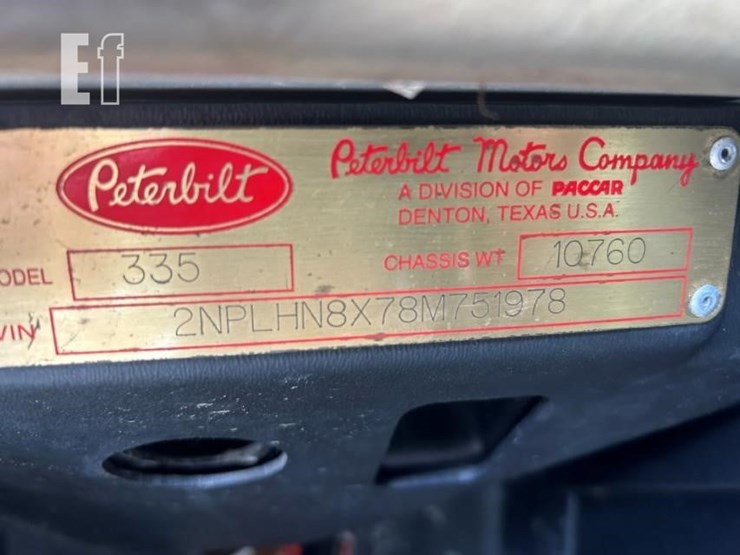 Ef
Peterbilt
Peterbilt Motors Company
A DIVISION OF PACCAR
DENTON, TEXAS U.S.A.
ODEL 335
CHASSIS WT 10760
VIN 2NPLHN8X78M751978